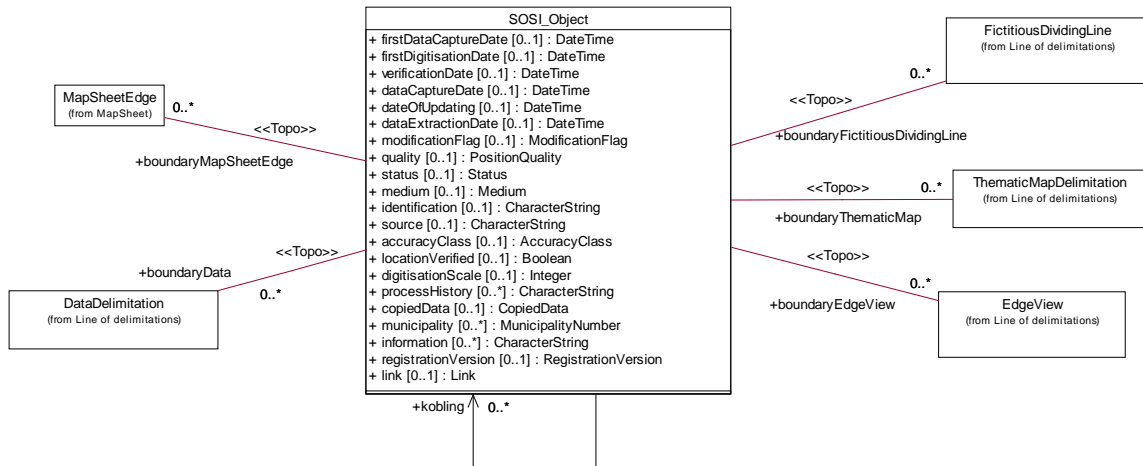 SOSI_Object
+ firstDataCaptureDate [0..1] : DateTime
+ firstDigitisationDate [0..1] : DateTime
+ verificationDate [0..1] : DateTime
+ dataCaptureDate [0..1] : DateTime
+ dateOfUpdating [0..1] : DateTime
+ dataExtractionDate [0..1] : DateTime
+ modificationFlag [0..1] : ModificationFlag
+ quality [0..1] : PositionQuality
+ status [0..1] : Status
+ medium [0..1] : Medium
+ identification [0..1] : CharacterString
+ source [0..1] : CharacterString
+ accuracyClass [0..1] : AccuracyClass
+ locationVerified [0..1] : Boolean
+ digitisationScale [0..1] : Integer
+ processHistory [0..*] : CharacterString
+ copiedData [0..1] : CopiedData
+ municipality [0..*] : MunicipalityNumber
+ information [0..*] : CharacterString
+ registrationVersion [0..1] : RegistrationVersion
+ link [0..1] : Link
+kobling
0..*
MapSheetEdge
(from MapSheet)
0..*
<<Topo>>
+boundaryMapSheetEdge
<<Topo>>
+boundaryData
0..*
DataDelimitation
(from Line of delimitations)
FictitiousDividingLine
(from Line of delimitations)
0..*
<<Topo>>
+boundaryFictitiousDividingLine
ThematicMapDelimitation
(from Line of delimitations)
<<Topo>>
0..*
+boundaryThematicMap
<<Topo>>
+boundaryEdgeView
0..*
EdgeView
(from Line of delimitations)